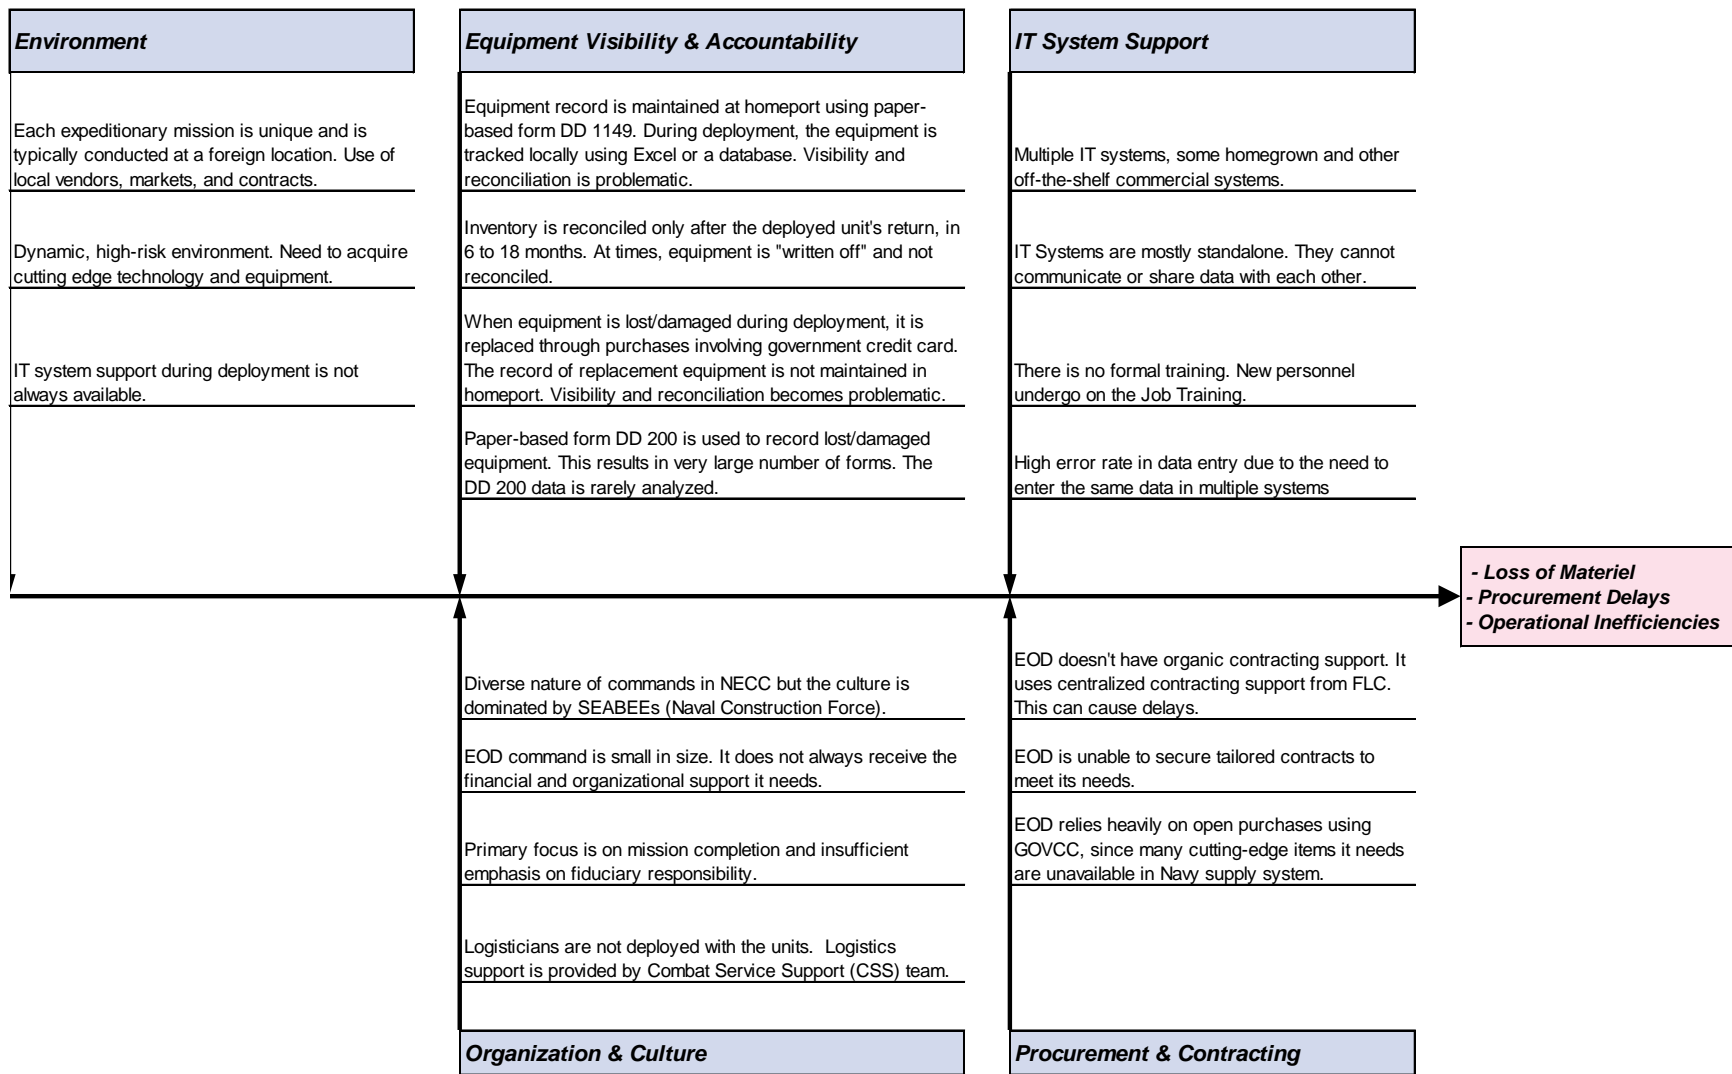 Environment
Each expeditionary mission is unique and is
typically conducted at a foreign location. Use of
local vendors, markets, and contracts.
Dynamic, high-risk environment. Need to acquire
cutting edge technology and equipment.
IT system support during deployment is not
always available.
Equipment Visibility & Accountability
Equipment record is maintained at homeport using paper-
based form DD 1149. During deployment, the equipment is
tracked locally using Excel or a database. Visibility and
reconciliation is problematic.
Inventory is reconciled only after the deployed unit's return, in
6 to 18 months. At times, equipment is "written off" and not
reconciled.
When equipment is lost/damaged during deployment, it is
replaced through purchases involving government credit card.
The record of replacement equipment is not maintained in
homeport. Visibility and reconciliation becomes problematic.
Paper-based form DD 200 is used to record lost/damaged
equipment. This results in very large number of forms. The
DD 200 data is rarely analyzed.
IT System Support
Multiple IT systems, some homegrown and other
off-the-shelf commercial systems.
IT Systems are mostly standalone. They cannot
communicate or share data with each other.
There is no formal training. New personnel
undergo on the Job Training.
High error rate in data entry due to the need to
enter the same data in multiple systems
- Loss of Materiel
- Procurement Delays
- Operational Inefficiencies
Diverse nature of commands in NECC but the culture is
dominated by SEABEEs (Naval Construction Force).
EOD command is small in size. It does not always receive the
financial and organizational support it needs.
Primary focus is on mission completion and insufficient
emphasis on fiduciary responsibility.
Logisticians are not deployed with the units.  Logistics
support is provided by Combat Service Support (CSS) team.
Organization & Culture
EOD doesn't have organic contracting support. It
uses centralized contracting support from FLC.
This can cause delays.
EOD is unable to secure tailored contracts to
meet its needs.
EOD relies heavily on open purchases using
GOVCC, since many cutting-edge items it needs
are unavailable in Navy supply system.
Procurement & Contracting